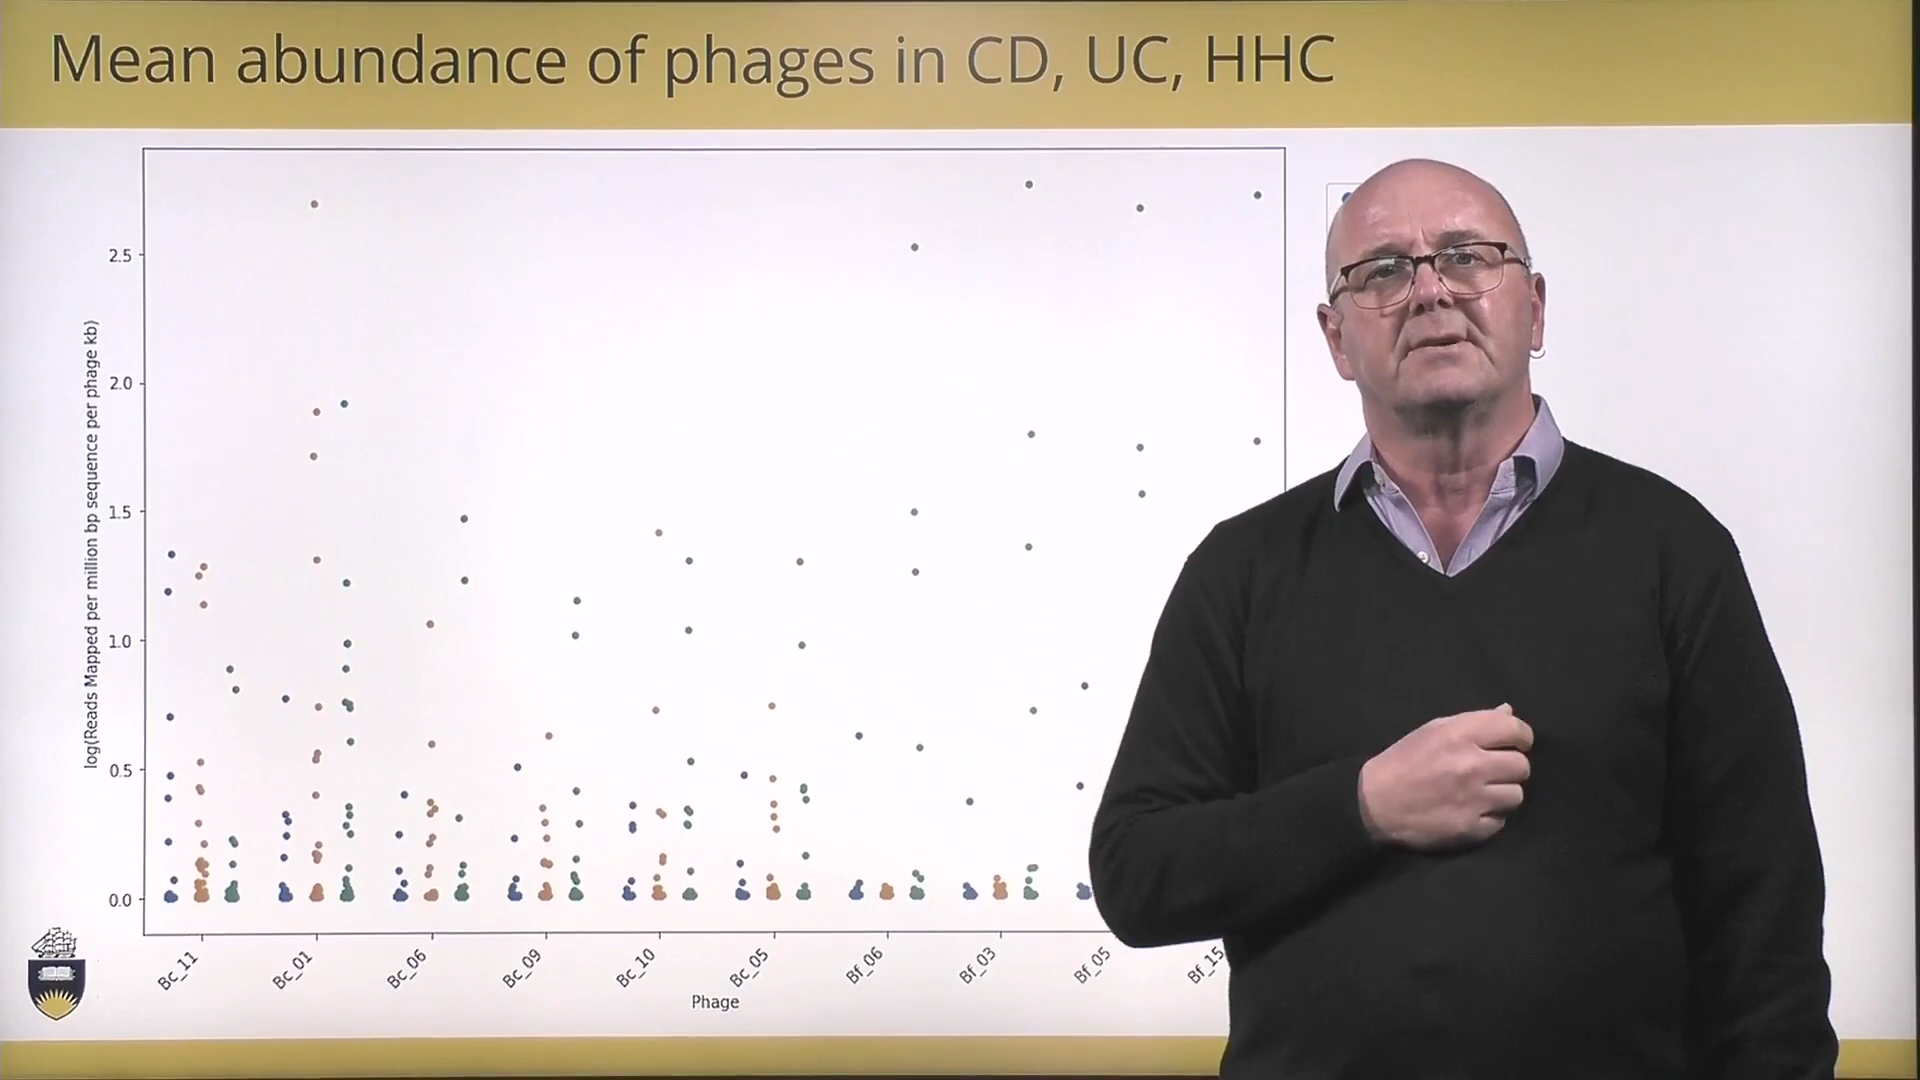 Mean abundance of phages in CD, UC, HHC
log(Reads Mapped per million bp sequence per phage kb)
2.5
2.0
1.5
1.0
0.5
0.0
Bc_11
Bc_01
Bc_06
Bc_09
Bc_10
Bc_05
Bf_06
Bf_03
Bf_05
Bf_15
Phage